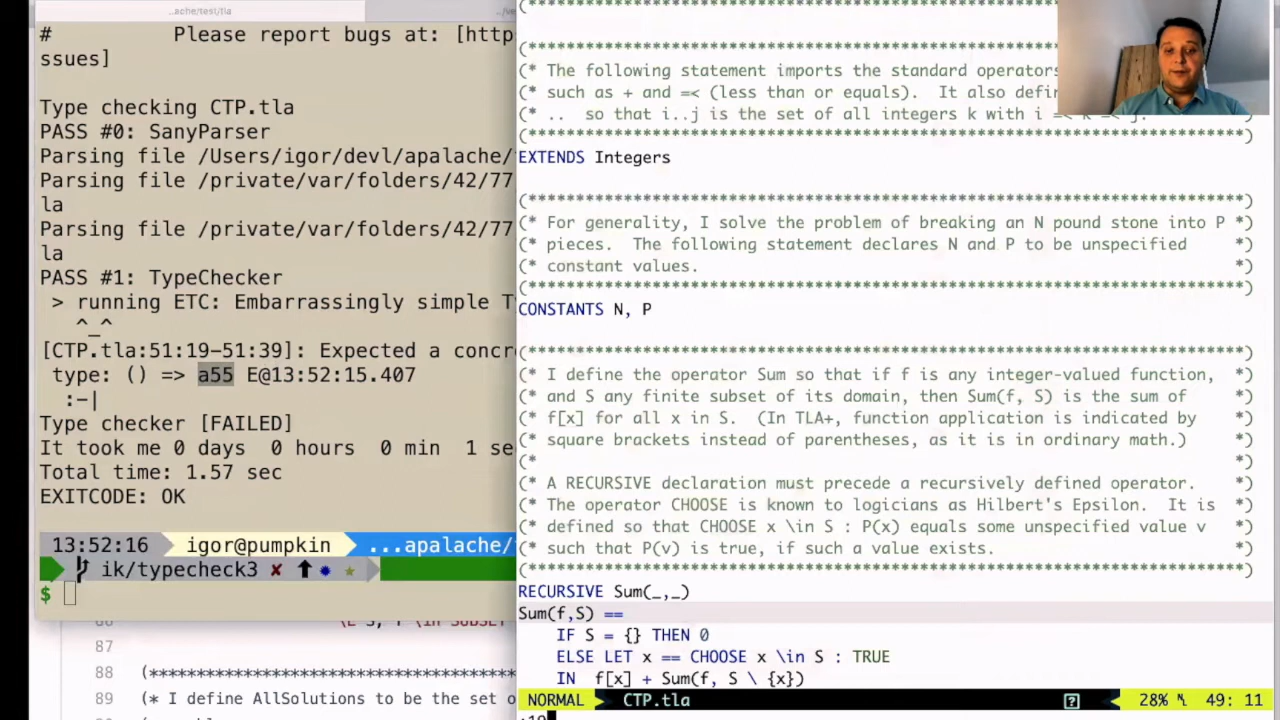 ...ache/test/tla
# Please report bugs at: [http
ssues]
Type checking CTP.tla
PASS #0: SanyParser
Parsing file /Users/igor/devl/apalache/
Parsing file /private/var/folders/42/77
la
Parsing file /private/var/folders/42/77
la
PASS #1: TypeChecker
> running ETC: Embarrassingly simple T
^_^
[CTP.tla:51:19-51:39]: Expected a concr
type: () => a55 E@13:52:15.407
:-|
Type checker [FAILED]
It took me 0 days 0 hours 0 min 1 se
Total time: 1.57 sec
EXITCODE: OK
13:52:16 igor@pumpkin ...apalache/
ik/typecheck3 ✘ ⬆ ✹ ★
$
87
88 (****************************************
89 (* I define AllSolutions to be the set o
(****************************************************************************)
(* The following statement imports the standard operators
(* such as + and =< (less than or equals). It also defi
(* .. so that i..j is the set of all integers k with i =< k =< j.
(****************************************************************************)
EXTENDS Integers
(****************************************************************************)
(* For generality, I solve the problem of breaking an N pound stone into P *)
(* pieces. The following statement declares N and P to be unspecified *)
(* constant values. *)
(****************************************************************************)
CONSTANTS N, P
(****************************************************************************)
(* I define the operator Sum so that if f is any integer-valued function, *)
(* and S any finite subset of its domain, then Sum(f, S) is the sum of *)
(* f[x] for all x in S. (In TLA+, function application is indicated by *)
(* square brackets instead of parentheses, as it is in ordinary math.) *)
(* *)
(* A RECURSIVE declaration must precede a recursively defined operator. *)
(* The operator CHOOSE is known to logicians as Hilbert's Epsilon. It is *)
(* defined so that CHOOSE x \in S : P(x) equals some unspecified value v *)
(* such that P(v) is true, if such a value exists. *)
(****************************************************************************)
RECURSIVE Sum(_,_)
Sum(f,S) ==
IF S = {} THEN 0
ELSE LET x == CHOOSE x \in S : TRUE
IN f[x] + Sum(f, S \ {x})
NORMAL CTP.tla 28% 49: 11